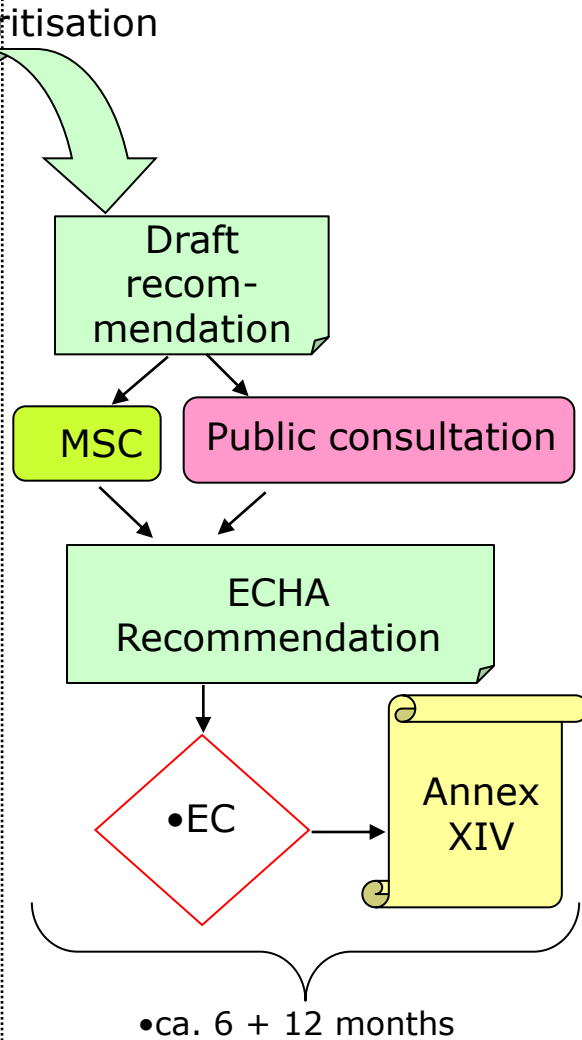 ritisation
Draft
recom-
mendation
MSC
Public consultation
ECHA
Recommendation
•EC
Annex
XIV
•ca. 6 + 12 months